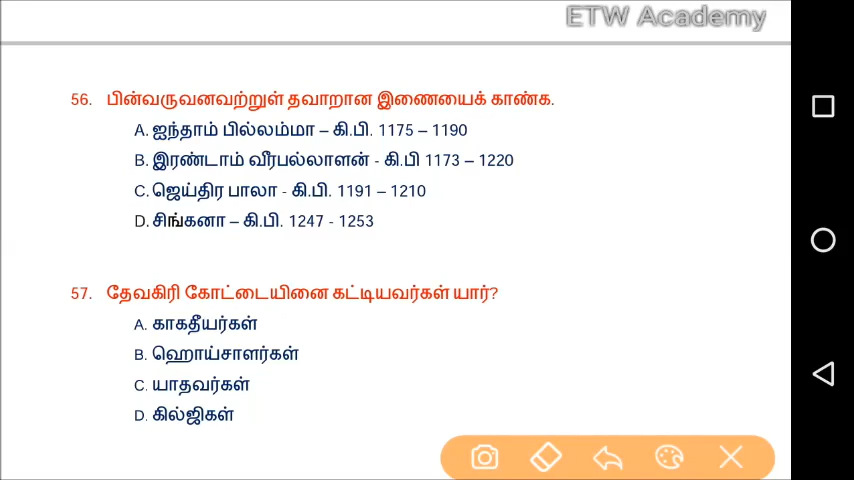 ETW Academy
56. பின்வருவனவற்றுள் தவாறான இணையைக் காண்க.
A. ஐந்தாம் பில்லம்மா – கி.பி. 1175 – 1190
B. இரண்டாம் வீரபல்லாளன் - கி.பி 1173 – 1220
C. ஜெய்திர பாலா - கி.பி. 1191 – 1210
D. சிங்கனா – கி.பி. 1247 - 1253
57. தேவகிரி கோட்டையினை கட்டியவர்கள் யார்?
A. காகதீயர்கள்
B. ஹொய்சாளர்கள்
C. யாதவர்கள்
D. கில்ஜிகள்